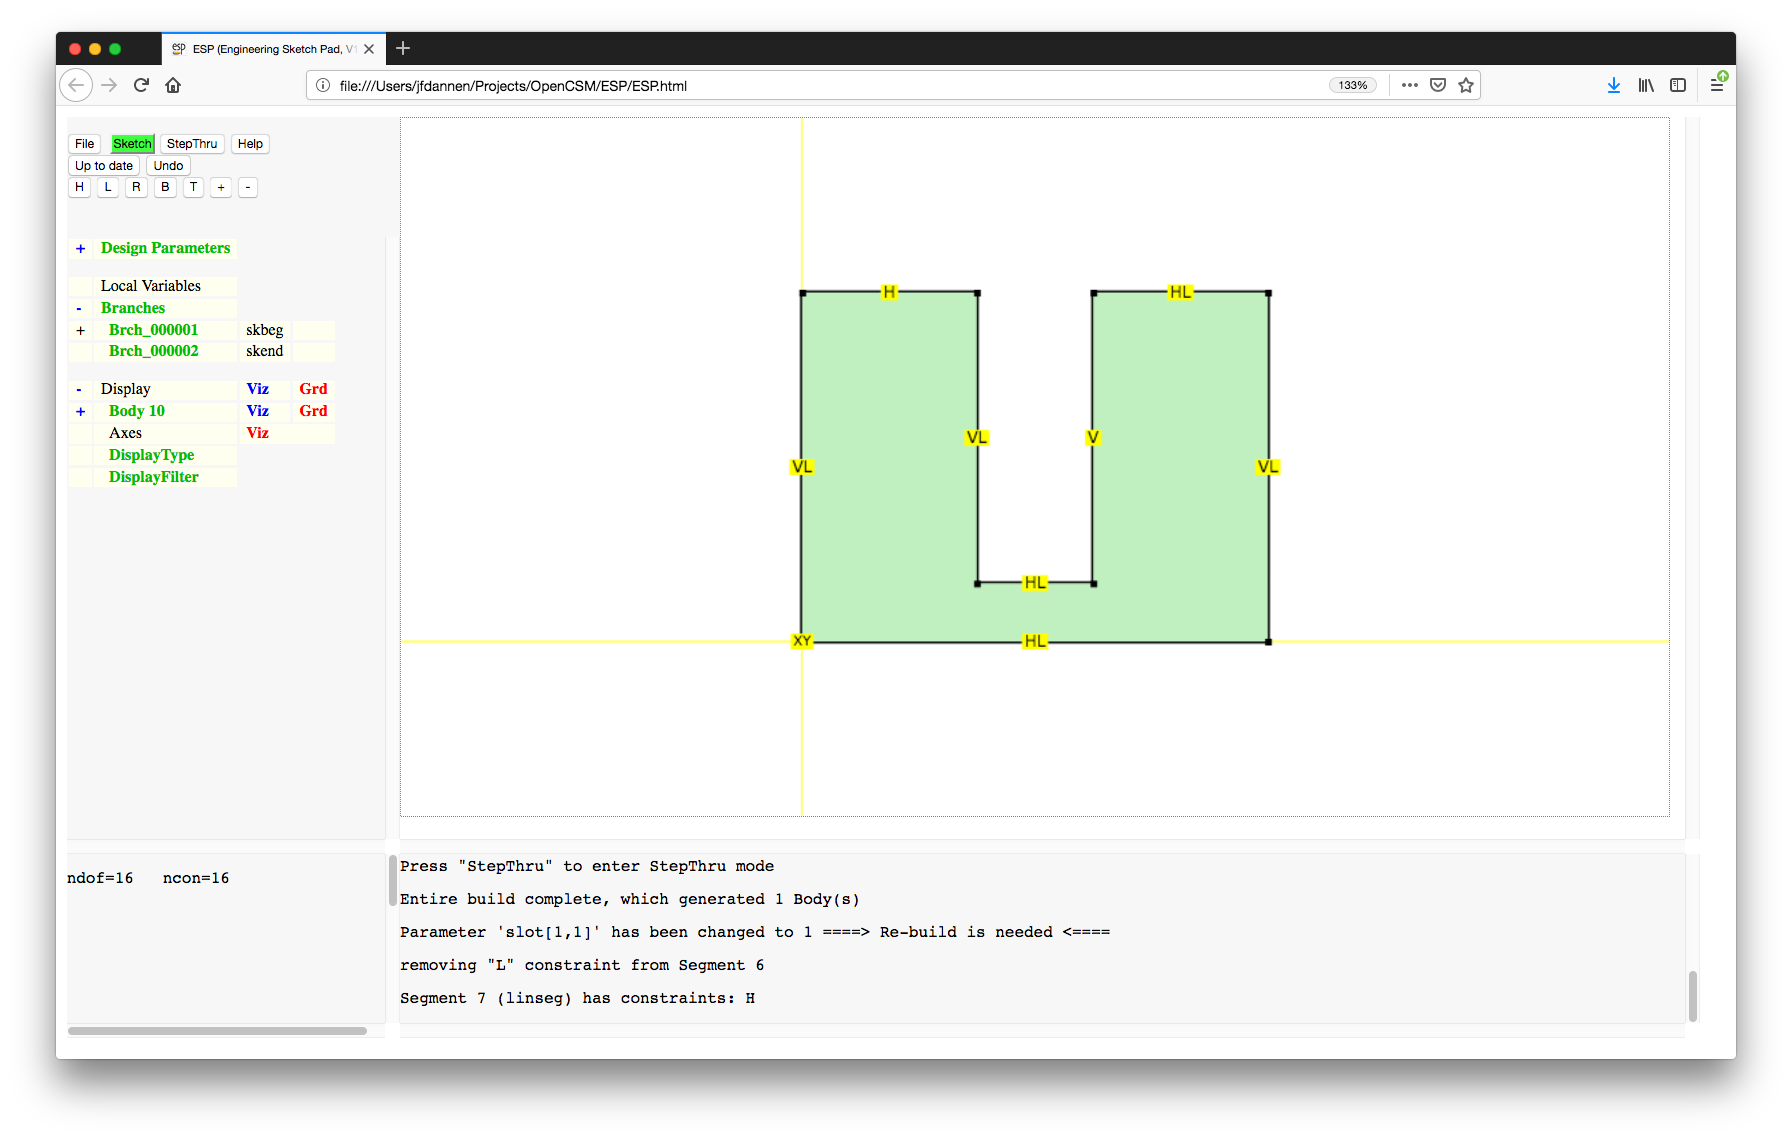 esp ESP (Engineering Sketch Pad, V1
file:///Users/jfdannen/Projects/OpenCSM/ESP/ESP.html 133%
File Sketch StepThru Help
Up to date Undo
H L R B T + -
+ Design Parameters
Local Variables
- Branches
+ Brch_000001 skbeg
Brch_000002 skend
- Display Viz Grd
+ Body 10 Viz Grd
Axes Viz
DisplayType
DisplayFilter
H HL
VL V
VL VL
HL
XY HL
ndof=16 ncon=16
Press "StepThru" to enter StepThru mode
Entire build complete, which generated 1 Body(s)
Parameter 'slot[1,1]' has been changed to 1 ====> Re-build is needed <====
removing "L" constraint from Segment 6
Segment 7 (linseg) has constraints: H